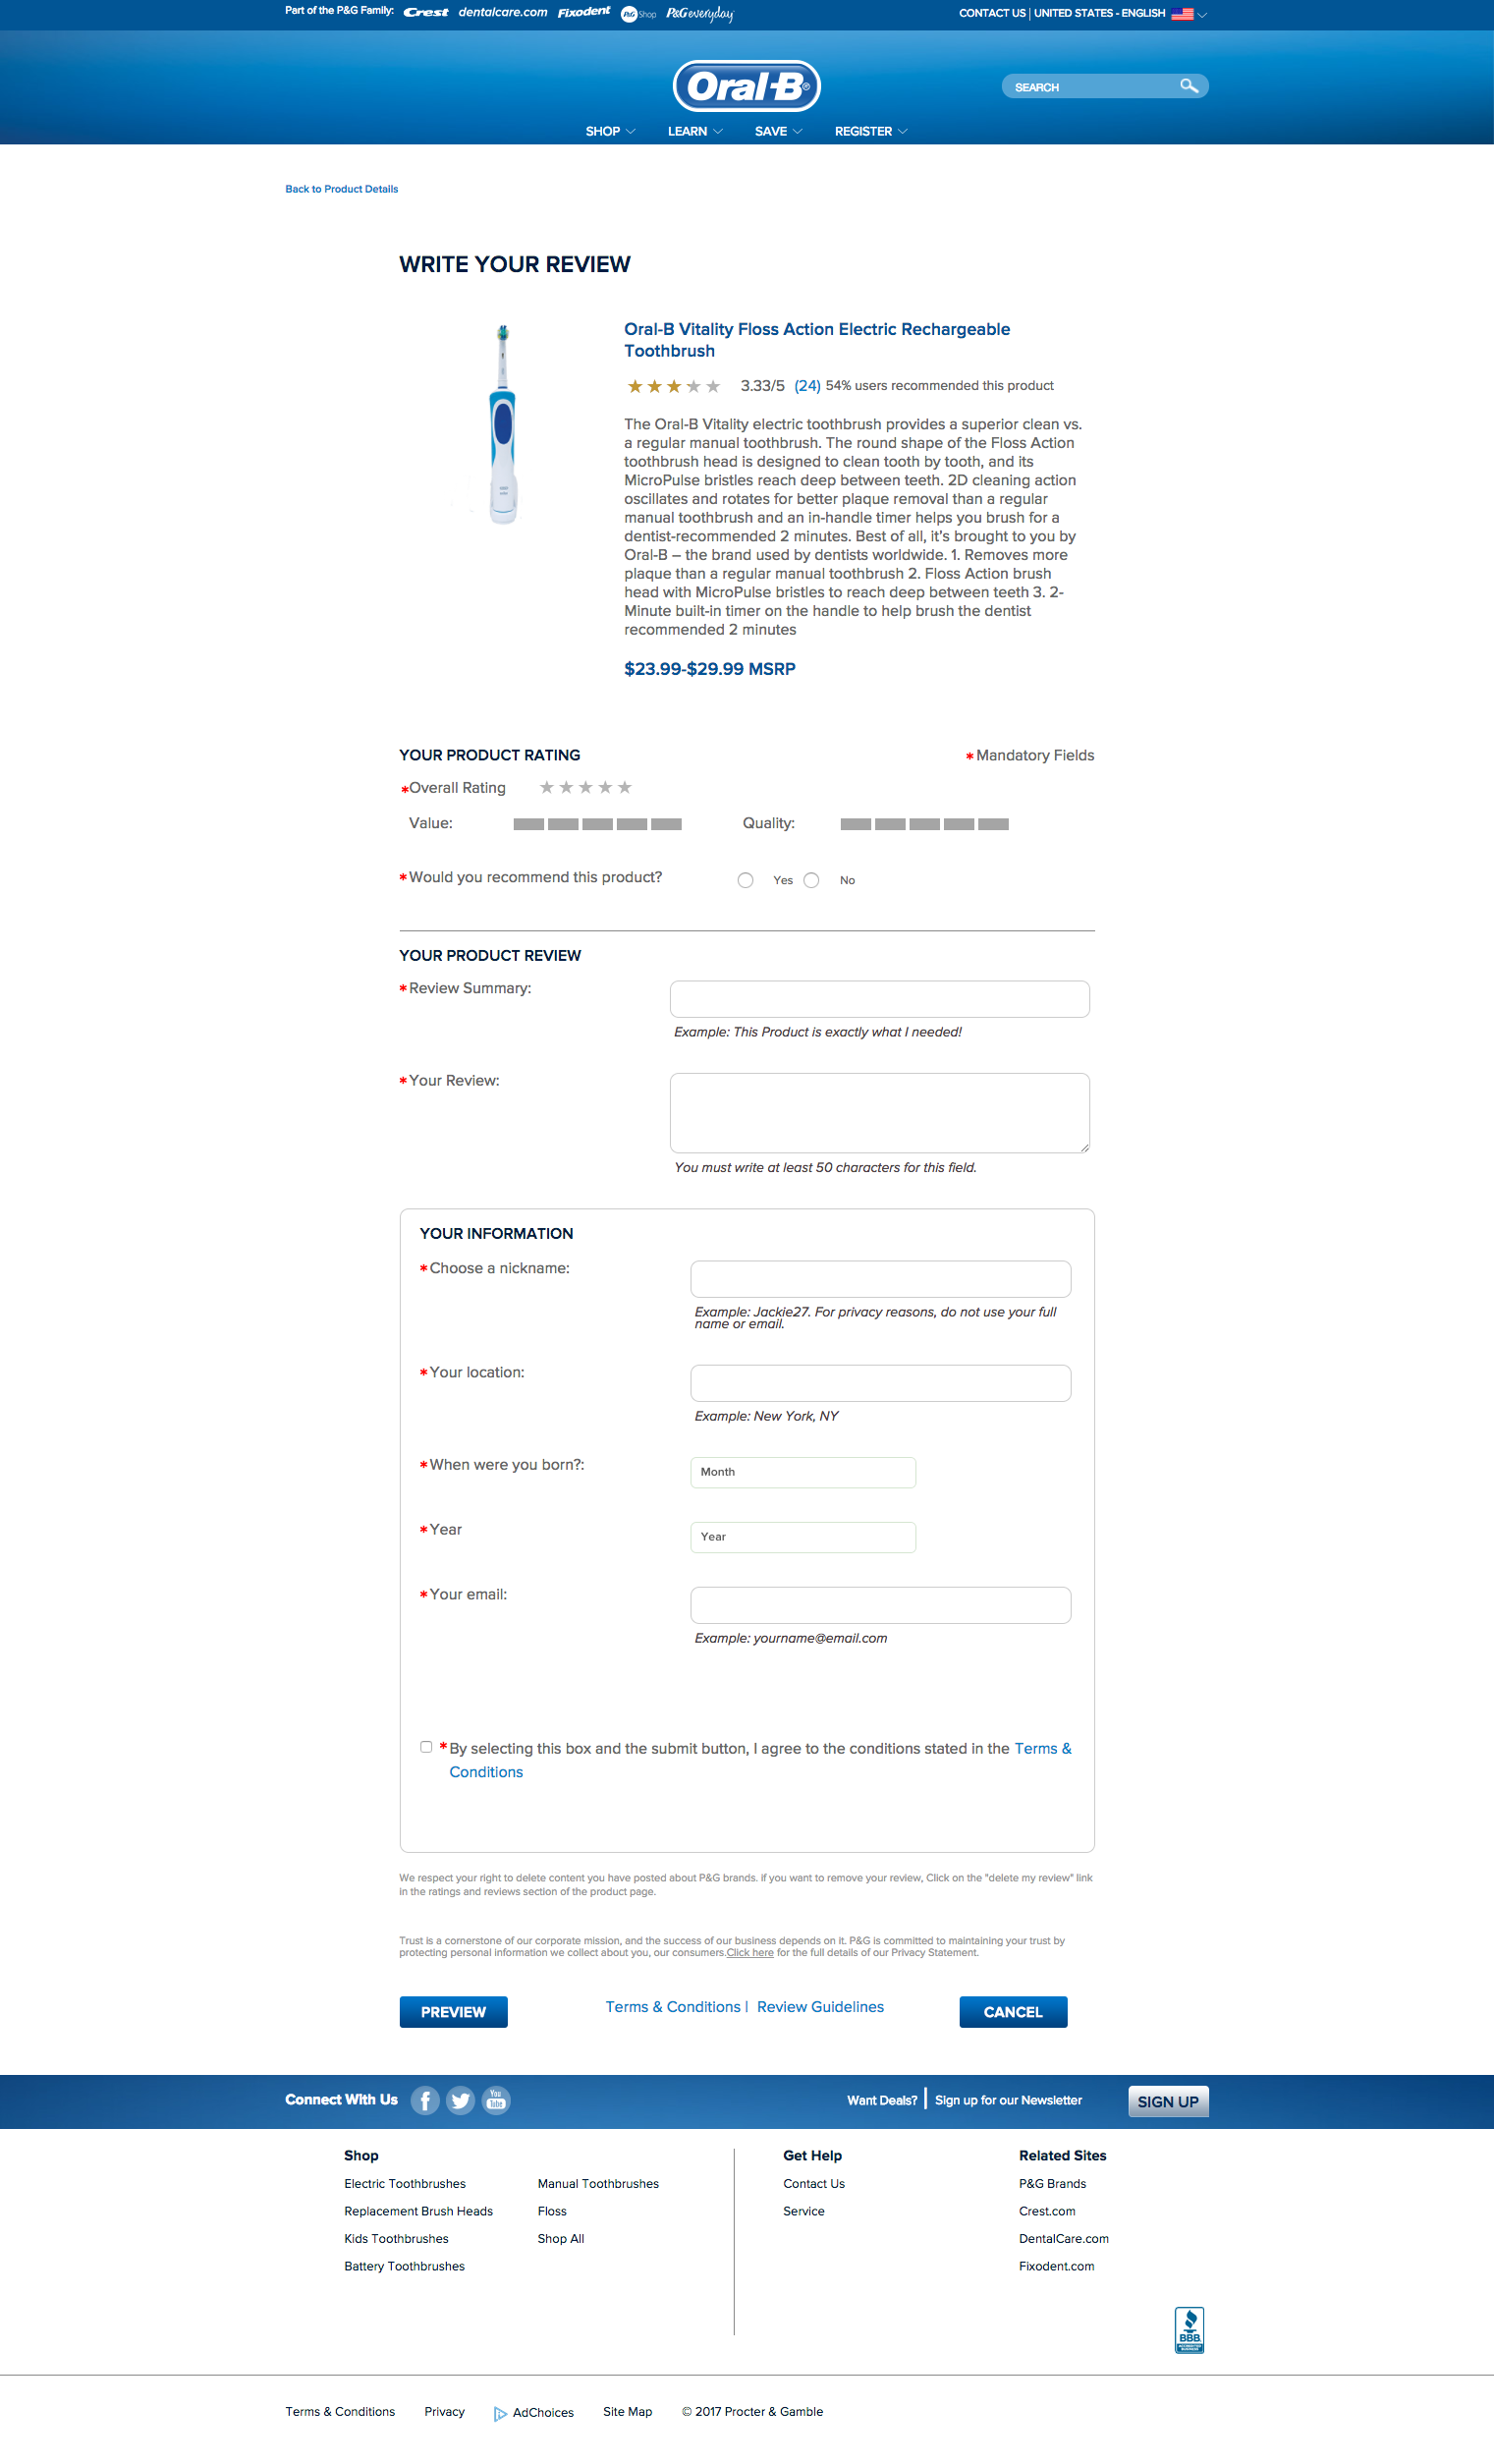 Part of the P&G Family: Crest dentalcare.com Fixodent P&G Shop P&G everyday
CONTACT US | UNITED STATES - ENGLISH
Oral-B®
SEARCH
SHOP LEARN SAVE REGISTER
Back to Product Details
WRITE YOUR REVIEW
Oral-B Vitality Floss Action Electric Rechargeable
Toothbrush
3.33/5 (24) 54% users recommended this product
The Oral-B Vitality electric toothbrush provides a superior clean vs.
a regular manual toothbrush. The round shape of the Floss Action
toothbrush head is designed to clean tooth by tooth, and its
MicroPulse bristles reach deep between teeth. 2D cleaning action
oscillates and rotates for better plaque removal than a regular
manual toothbrush and an in-handle timer helps you brush for a
dentist-recommended 2 minutes. Best of all, it's brought to you by
Oral-B – the brand used by dentists worldwide. 1. Removes more
plaque than a regular manual toothbrush 2. Floss Action brush
head with MicroPulse bristles to reach deep between teeth 3. 2-
Minute built-in timer on the handle to help brush the dentist
recommended 2 minutes
$23.99-$29.99 MSRP
YOUR PRODUCT RATING
* Mandatory Fields
*Overall Rating
Value:
Quality:
*Would you recommend this product?
Yes
No
YOUR PRODUCT REVIEW
*Review Summary:
Example: This Product is exactly what I needed!
*Your Review:
You must write at least 50 characters for this field.
YOUR INFORMATION
*Choose a nickname:
Example: Jackie27. For privacy reasons, do not use your full
name or email.
*Your location:
Example: New York, NY
*When were you born?:
Month
*Year
Year
*Your email:
Example: yourname@email.com
*By selecting this box and the submit button, I agree to the conditions stated in the Terms &
Conditions
We respect your right to delete content you have posted about P&G brands. if you want to remove your review, Click on the "delete my review" link
in the ratings and reviews section of the product page.
Trust is a cornerstone of our corporate mission, and the success of our business depends on it. P&G is committed to maintaining your trust by
protecting personal information we collect about you, our consumers.Click here for the full details of our Privacy Statement.
PREVIEW
Terms & Conditions | Review Guidelines
CANCEL
Connect With Us
You Tube
Want Deals? | Sign up for our Newsletter
SIGN UP
Shop
Electric Toothbrushes
Replacement Brush Heads
Kids Toothbrushes
Battery Toothbrushes
Manual Toothbrushes
Floss
Shop All
Get Help
Contact Us
Service
Related Sites
P&G Brands
Crest.com
DentalCare.com
Fixodent.com
BBB
Terms & Conditions
Privacy
AdChoices
Site Map
© 2017 Procter & Gamble